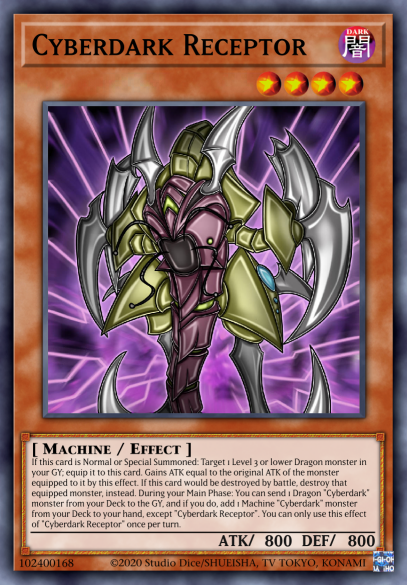 Cyberdark Receptor
DARK
闇
[ Machine / Effect ]
If this card is Normal or Special Summoned: Target 1 Level 3 or lower Dragon monster in
your GY; equip it to this card. Gains ATK equal to the original ATK of the monster
equipped to it by this effect. If this card would be destroyed by battle, destroy that
equipped monster, instead. During your Main Phase: You can send 1 Dragon "Cyberdark"
monster from your Deck to the GY, and if you do, add 1 Machine "Cyberdark" monster
from your Deck to your hand, except "Cyberdark Receptor". You can only use this effect
of "Cyberdark Receptor" once per turn.
ATK/ 800 DEF/ 800
102400168 ©2020 Studio Dice/SHUEISHA, TV TOKYO, KONAMI